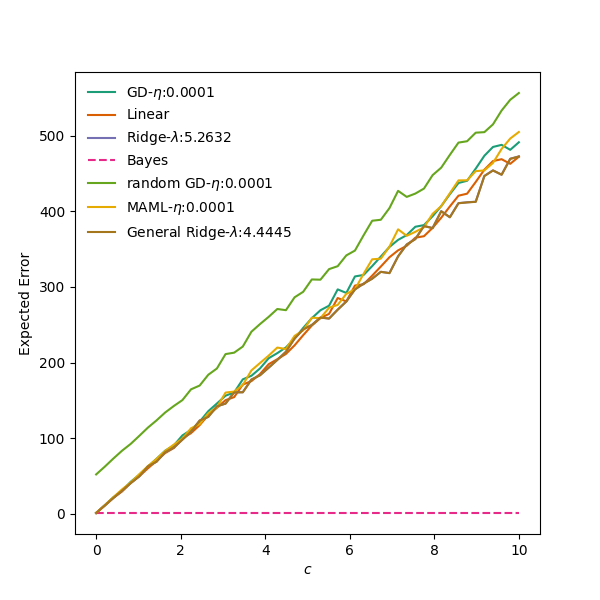 GD-η:0.0001
Linear
Ridge-λ:5.2632
Bayes
random GD-η:0.0001
MAML-η:0.0001
General Ridge-λ:4.4445
500
400
300
200
100
0
Expected Error
0 2 4 6 8 10
c